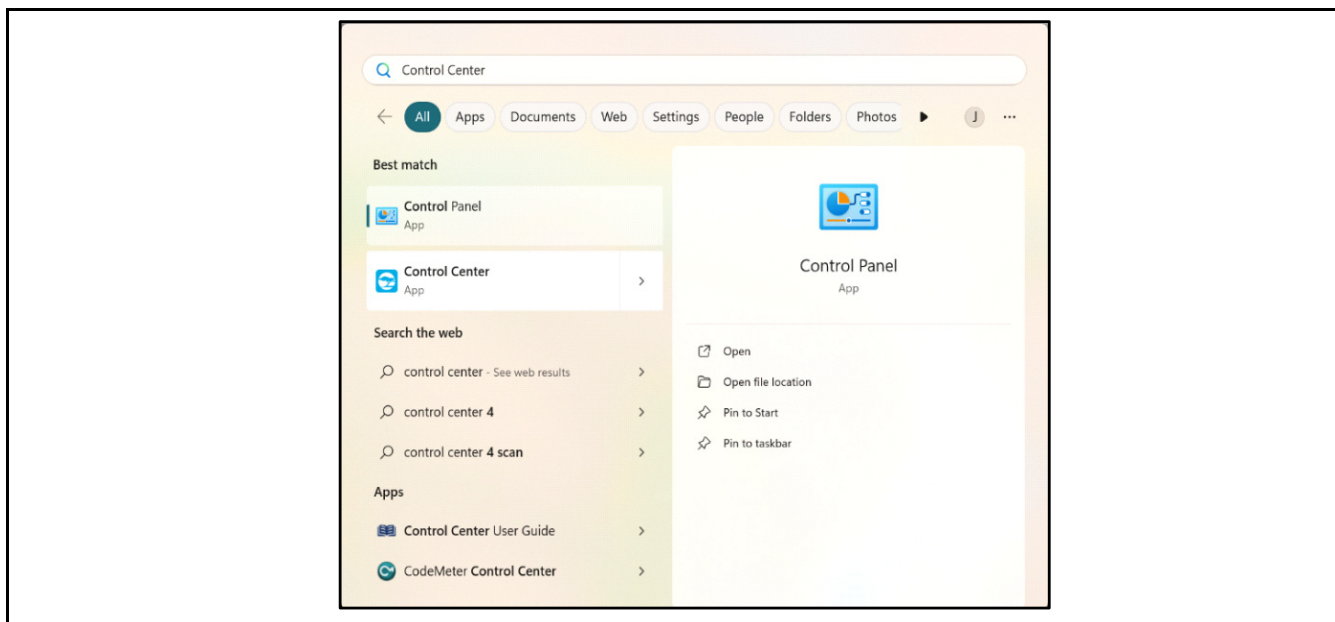 Control Center
All Apps Documents Web Settings People Folders Photos J
Best match
Control Panel
App
Control Center
App
Search the web
control center - See web results
control center 4
control center 4 scan
Apps
Control Center User Guide
CodeMeter Control Center
Control Panel
App
Open
Open file location
Pin to Start
Pin to taskbar